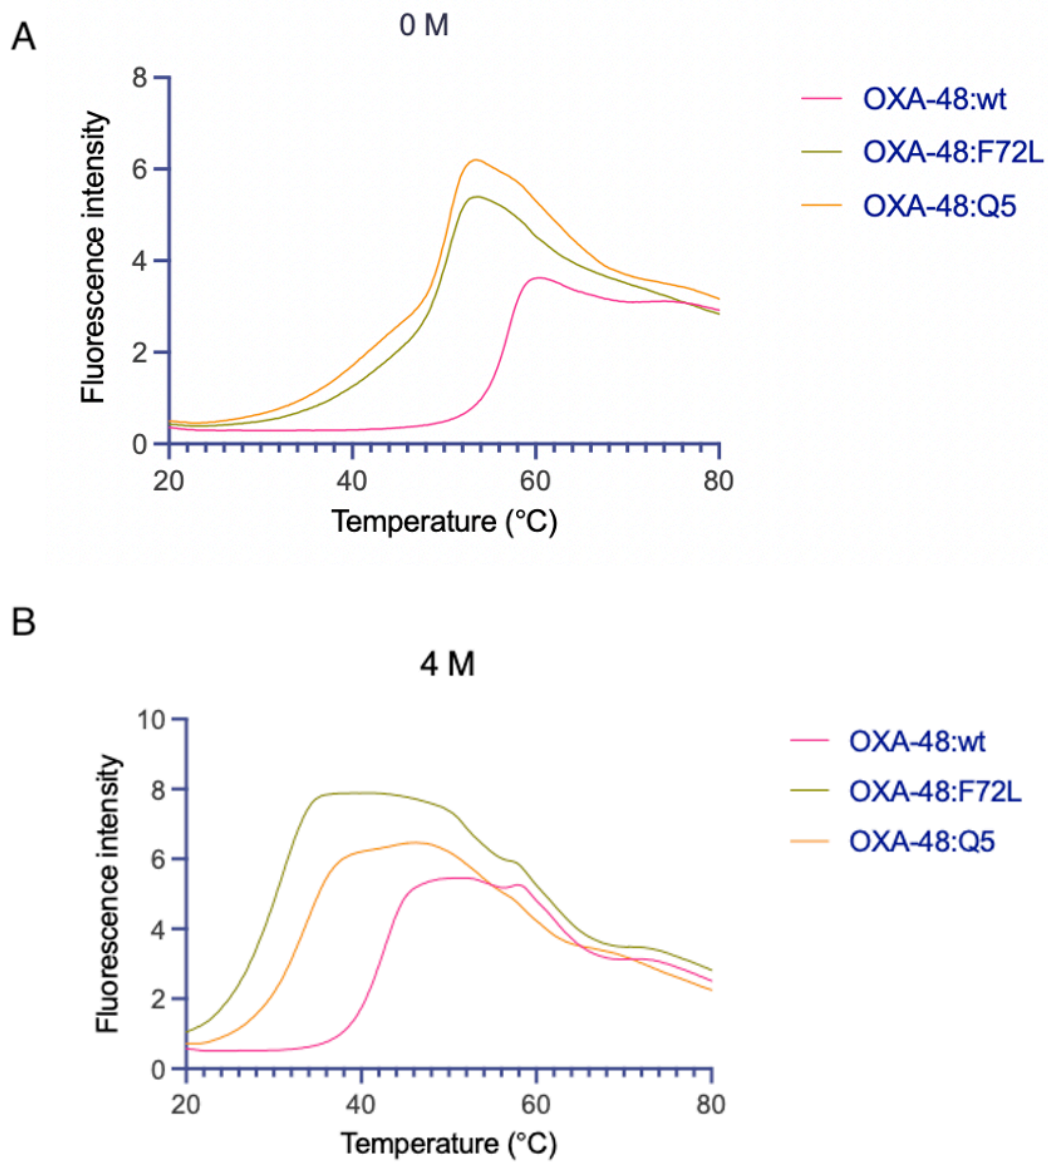 A
0 M
8
6
4
2
0
Fluorescence intensity
20 40 60 80
Temperature (°C)
OXA-48:wt
OXA-48:F72L
OXA-48:Q5
B
4 M
10
8
6
4
2
0
Fluorescence intensity
20 40 60 80
Temperature (°C)
OXA-48:wt
OXA-48:F72L
OXA-48:Q5